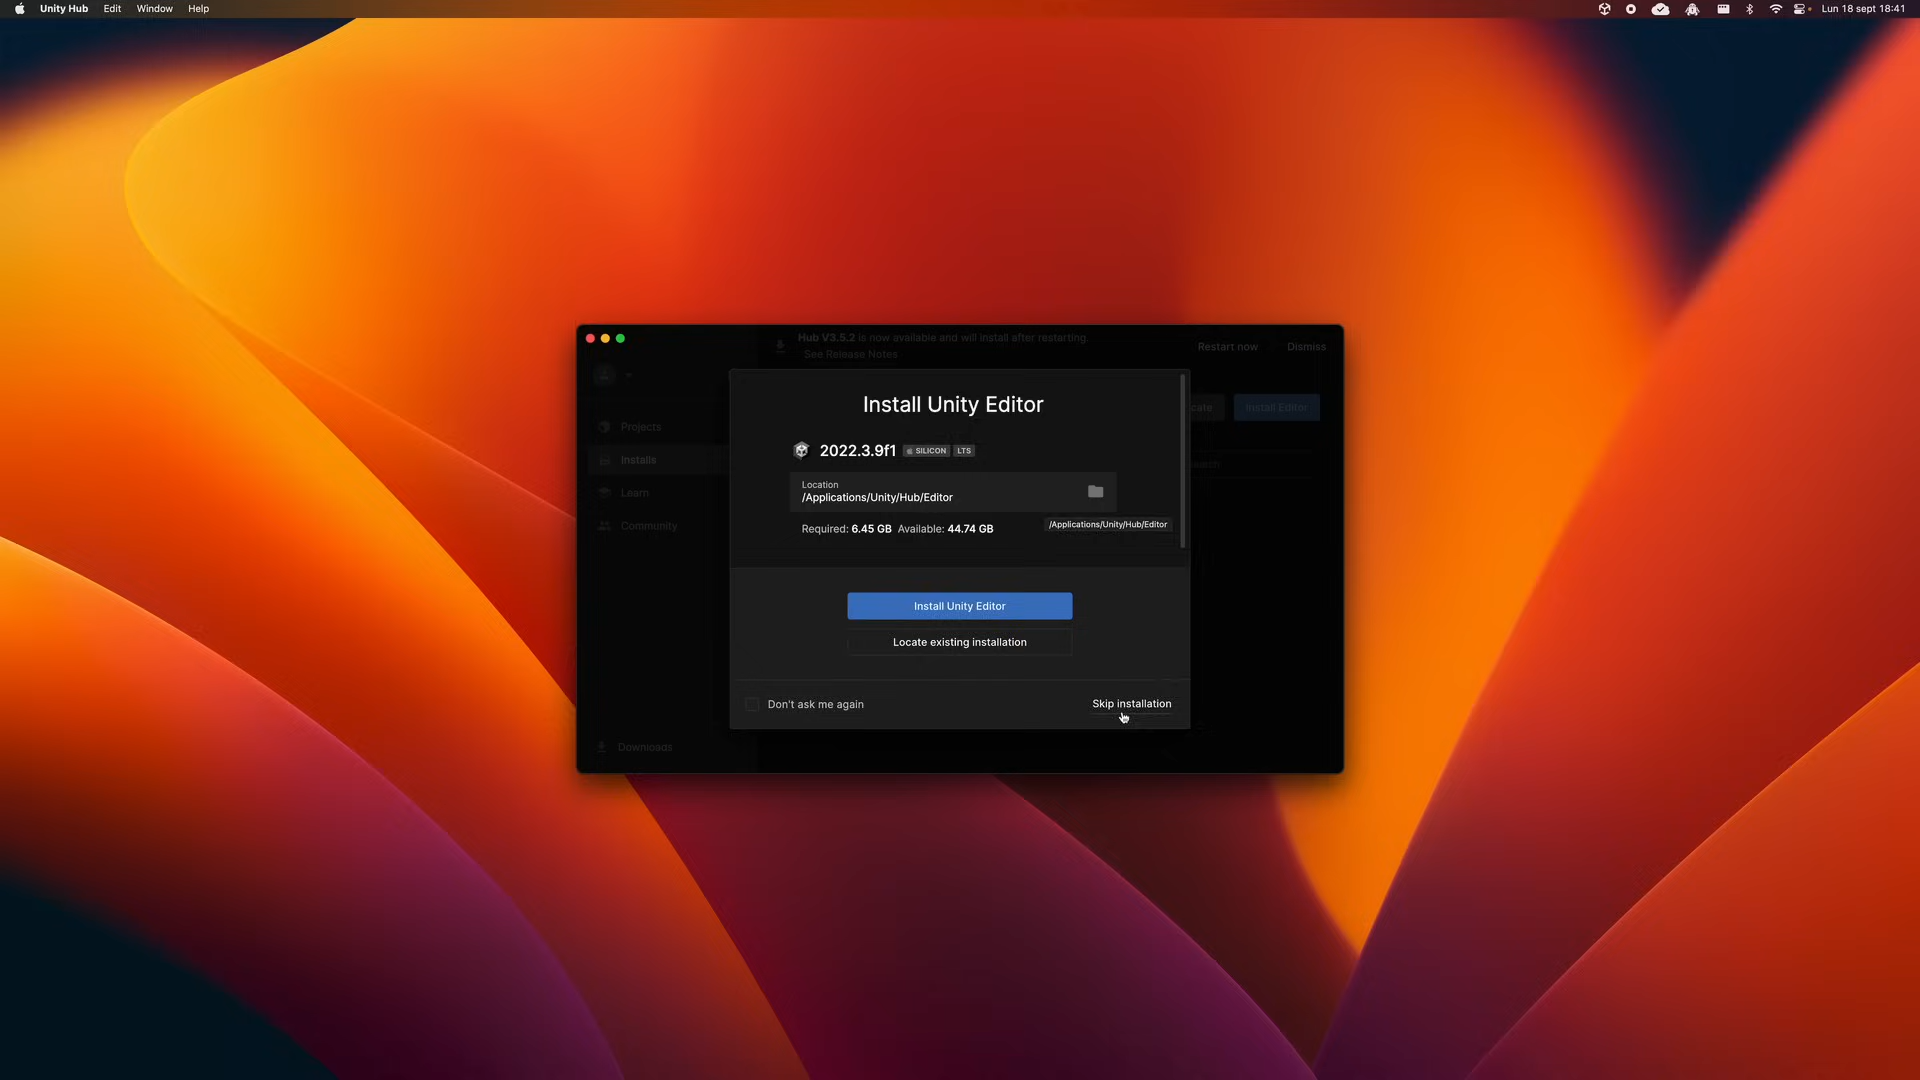 Unity Hub Edit Window Help
Lun 18 sept 18:41
Hub V3.5.2 is now available and will install after restarting.
See Release Notes
Restart now Dismiss
Install Unity Editor
2022.3.9f1 SILICON LTS
Location
/Applications/Unity/Hub/Editor
Required: 6.45 GB Available: 44.74 GB
/Applications/Unity/Hub/Editor
Install Unity Editor
Locate existing installation
Don't ask me again
Skip installation
Projects
Installs
Learn
Community
Downloads
Install Editor